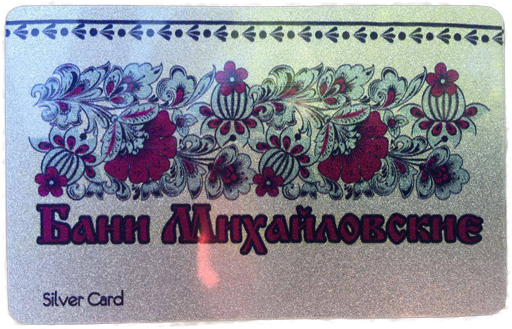 Бани Михайловские
Silver Card